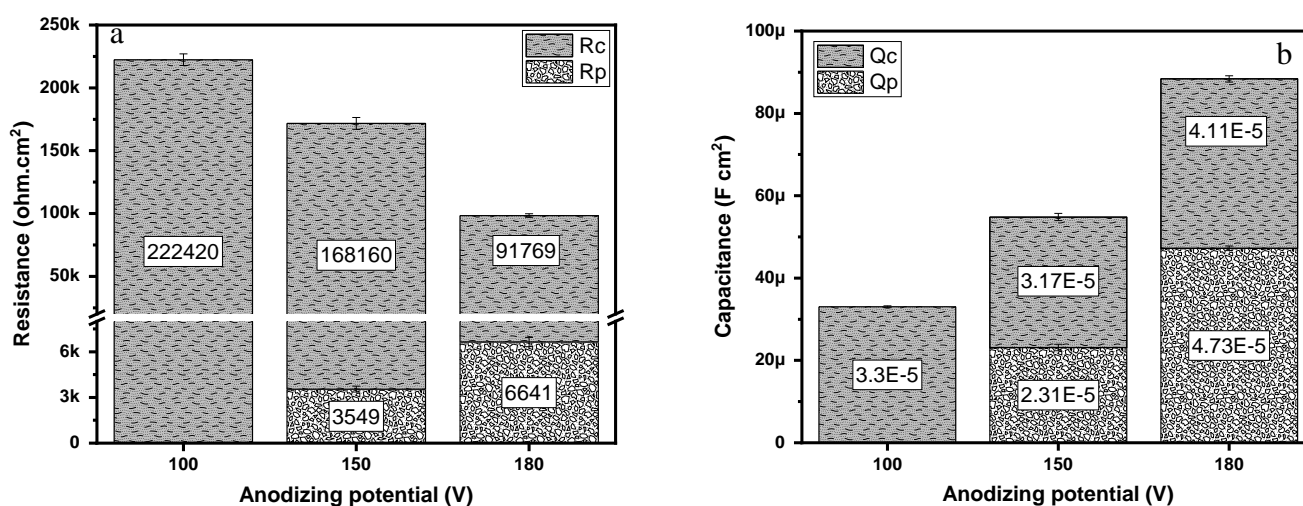 a
250k
200k
150k
100k
50k
6k
3k
0
Resistance (ohm.cm²)
Rc
Rp
222420
168160
91769
3549
6641
100
150
180
Anodizing potential (V)
b
100µ
80µ
60µ
40µ
20µ
0
Capacitance (F cm²)
Qc
Qp
4.11E-5
3.17E-5
3.3E-5
2.31E-5
4.73E-5
100
150
180
Anodizing potential (V)